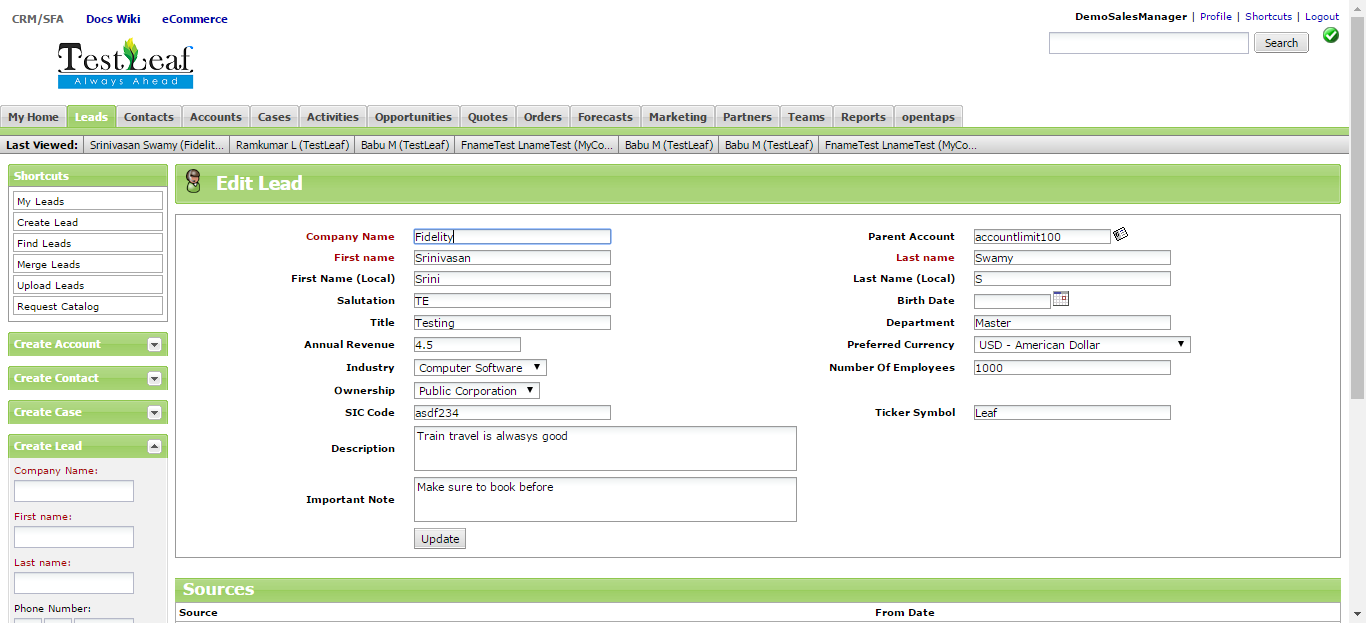 CRM/SFA Docs Wiki eCommerce
DemoSalesManager | Profile | Shortcuts | Logout
TestLeaf
Always Ahead
Search
My Home Leads Contacts Accounts Cases Activities Opportunities Quotes Orders Forecasts Marketing Partners Teams Reports opentaps
Last Viewed: Srinivasan Swamy (Fidelit... Ramkumar L (TestLeaf) Babu M (TestLeaf) FnameTest LnameTest (MyCo... Babu M (TestLeaf) Babu M (TestLeaf) FnameTest LnameTest (MyCo...
Shortcuts
My Leads
Create Lead
Find Leads
Merge Leads
Upload Leads
Request Catalog
Create Account
Create Contact
Create Case
Create Lead
Company Name:
First name:
Last name:
Phone Number:
Edit Lead
Company Name Fidelity Parent Account accountlimit100
First name Srinivasan Last name Swamy
First Name (Local) Srini Last Name (Local) S
Salutation TE Birth Date
Title Testing Department Master
Annual Revenue 4.5 Preferred Currency USD - American Dollar
Industry Computer Software Number Of Employees 1000
Ownership Public Corporation
SIC Code asdf234 Ticker Symbol Leaf
Description Train travel is alwasys good
Important Note Make sure to book before
Update
Sources
Source From Date